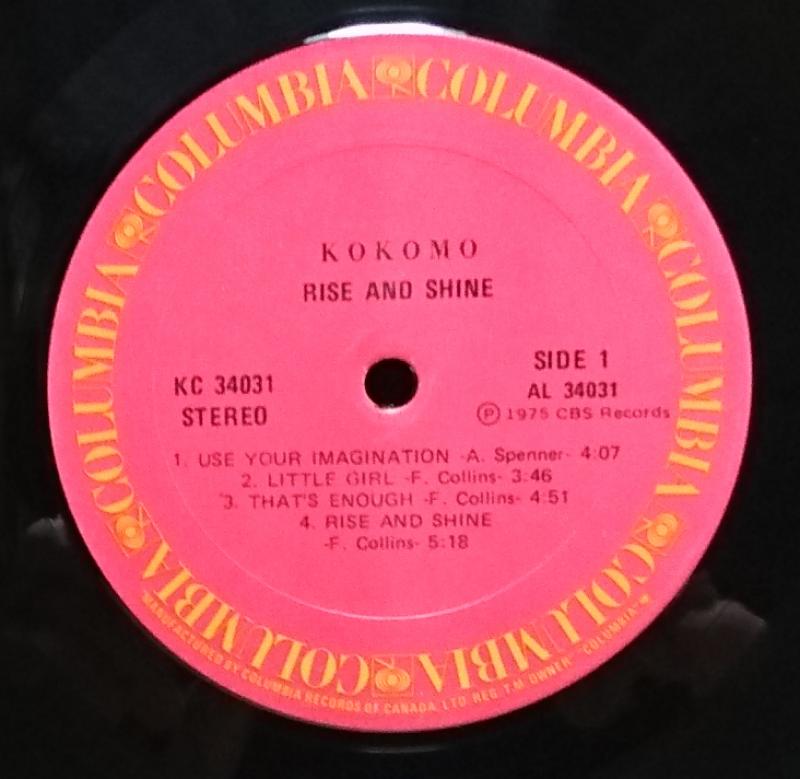 COLUMBIA COLUMBIA COLUMBIA COLUMBIA COLUMBIA COLUMBIA
KOKOMO
RISE AND SHINE
KC 34031
STEREO
SIDE 1
AL 34031
Ⓟ 1975 CBS Records
1. USE YOUR IMAGINATION -A. Spenner- 4:07
2. LITTLE GIRL -F. Collins- 3:46
3. THAT'S ENOUGH -F. Collins- 4:51
4. RISE AND SHINE
-F. Collins- 5:18
"MANUFACTURED BY COLUMBIA RECORDS OF CANADA, LTD REG. T.M. OWNER-"COLUMBIA"